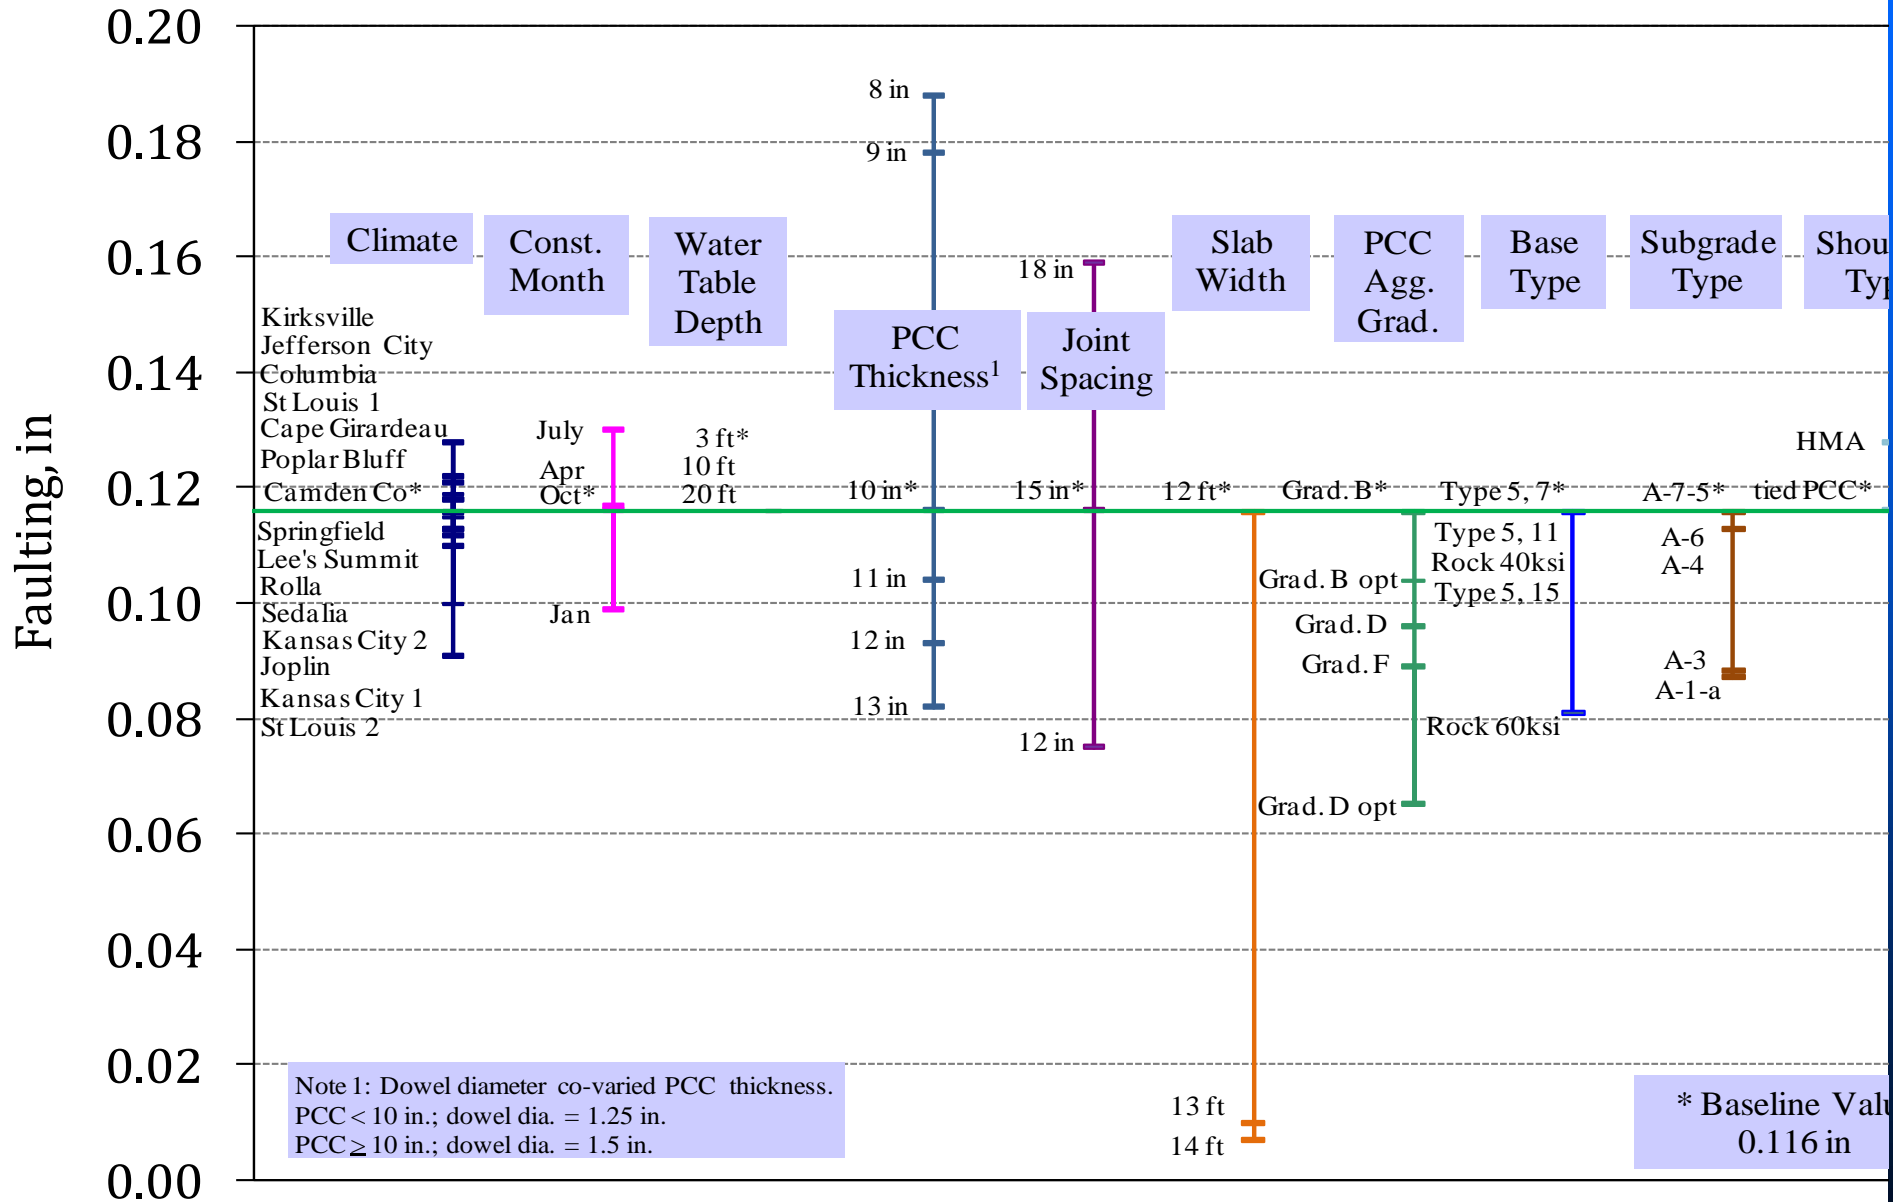 Faulting, in
0.20
0.18
0.16
0.14
0.12
0.10
0.08
0.06
0.04
0.02
0.00
Climate
Kirksville
Jefferson City
Columbia
St Louis 1
Cape Girardeau
Poplar Bluff
Camden Co*
Springfield
Lee's Summit
Rolla
Sedalia
Kansas City 2
Joplin
Kansas City 1
St Louis 2
Const.
Month
July
Apr
Oct*
Jan
Water
Table
Depth
3 ft*
10 ft
20 ft
PCC
Thickness1
8 in
9 in
10 in*
11 in
12 in
13 in
Joint
Spacing
18 in
15 in*
12 in
Slab
Width
12 ft*
13 ft
14 ft
PCC
Agg.
Grad.
Grad. B*
Grad. B opt
Grad. D
Grad. F
Grad. D opt
Base
Type
Type 5, 7*
Type 5, 11
Rock 40ksi
Type 5, 15
Rock 60ksi
Subgrade
Type
A-7-5*
A-6
A-4
A-3
A-1-a
Shou
Typ
HMA
tied PCC*
Note 1: Dowel diameter co-varied PCC thickness.
PCC < 10 in.; dowel dia. = 1.25 in.
PCC ≥ 10 in.; dowel dia. = 1.5 in.
* Baseline Valu
0.116 in